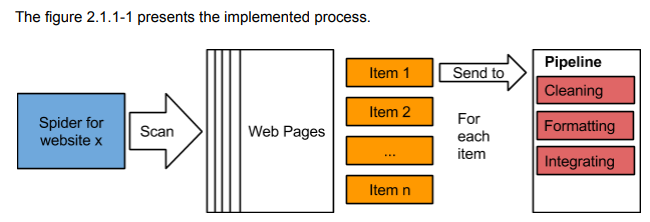 The figure 2.1.1-1 presents the implemented process.
Spider for
website x
Scan
Web Pages
Item 1
Item 2
...
Item n
Send to
For
each
item
Pipeline
Cleaning
Formatting
Integrating